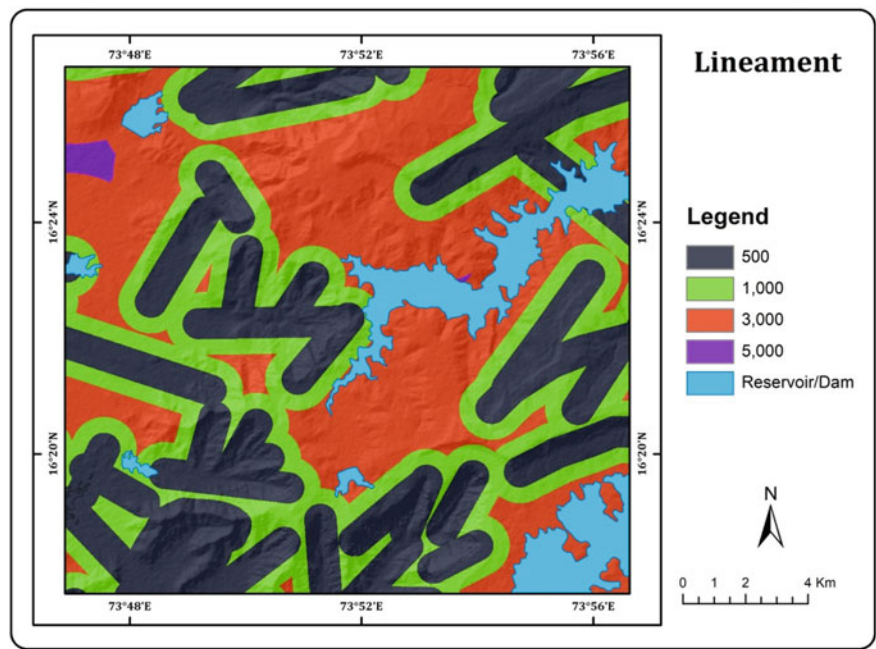 73°48'E 73°52'E 73°56'E
Lineament
16°24'N 16°24'N
Legend
500
1,000
3,000
5,000
Reservoir/Dam
16°20'N 16°20'N
N
0 1 2 4 Km
73°48'E 73°52'E 73°56'E